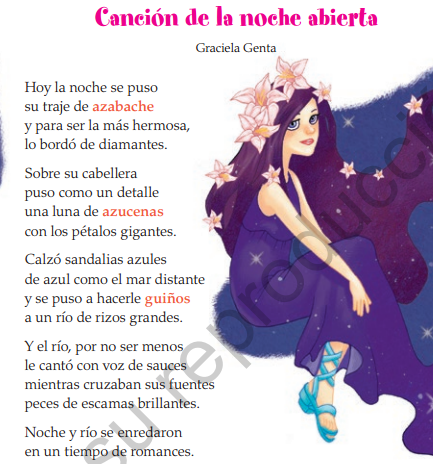 Canción de la noche abierta
Graciela Genta
Hoy la noche se puso
su traje de azabache
y para ser la más hermosa,
lo bordó de diamantes.
Sobre su cabellera
puso como un detalle
una luna de azucenas
con los pétalos gigantes.
Calzó sandalias azules
de azul como el mar distante
y se puso a hacerle guiños
a un río de rizos grandes.
Y el río, por no ser menos
le cantó con voz de sauces
mientras cruzaban sus fuentes
peces de escamas brillantes.
Noche y río se enredaron
en un tiempo de romances.
su reproducci